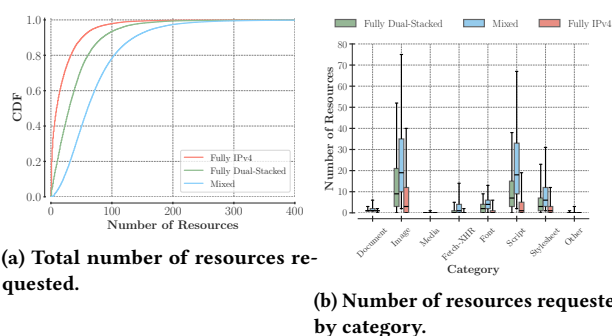 1.0
0.8
0.6
0.4
0.2
0.0
CDF
0
100
200
300
400
Number of Resources
Fully IPv4
Fully Dual-Stacked
Mixed
(a) Total number of resources re-
quested.
Fully Dual-Stacked Mixed Fully IPv4
80
70
60
50
40
30
20
10
0
Number of Resources
Document
Image
Media
Fetch-XHR
Font
Script
Stylesheet
Other
Category
(b) Number of resources requeste
by category.